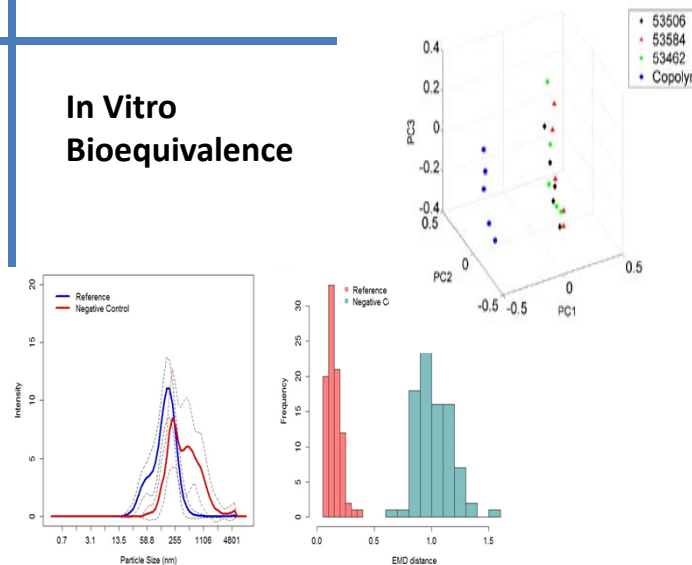 In Vitro
Bioequivalence
53506
53584
53462
Copolyr
0.4
0.2
0
-0.2
-0.4
PC3
0.5
0
-0.5
PC2
-0.5
0
0.5
PC1
20
15
10
5
0
Intensity
Reference
Negative Control
0.7 3.1 13.5 58.8 255 1106 4801
Particle Size (nm)
30
25
20
15
10
5
0
Frequency
Reference
Negative Co
0.0 0.5 1.0 1.5
EMD distance